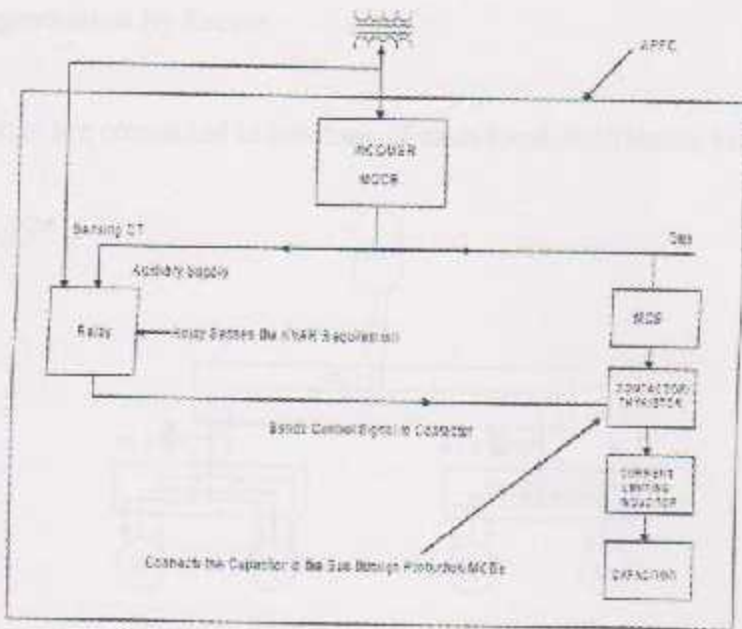 APFC
INCOMER
MCCB
Sensing CT
Bus
Auxiliary Supply
Relay
Relay Senses the KVAR Requirement
MCB
CONTACTOR/
THYRISTOR
Sends Control Signal to Contactor
CURRENT
LIMITING
INDUCTOR
Connects the Capacitor to the Bus through Protection MCBs
CAPACITOR